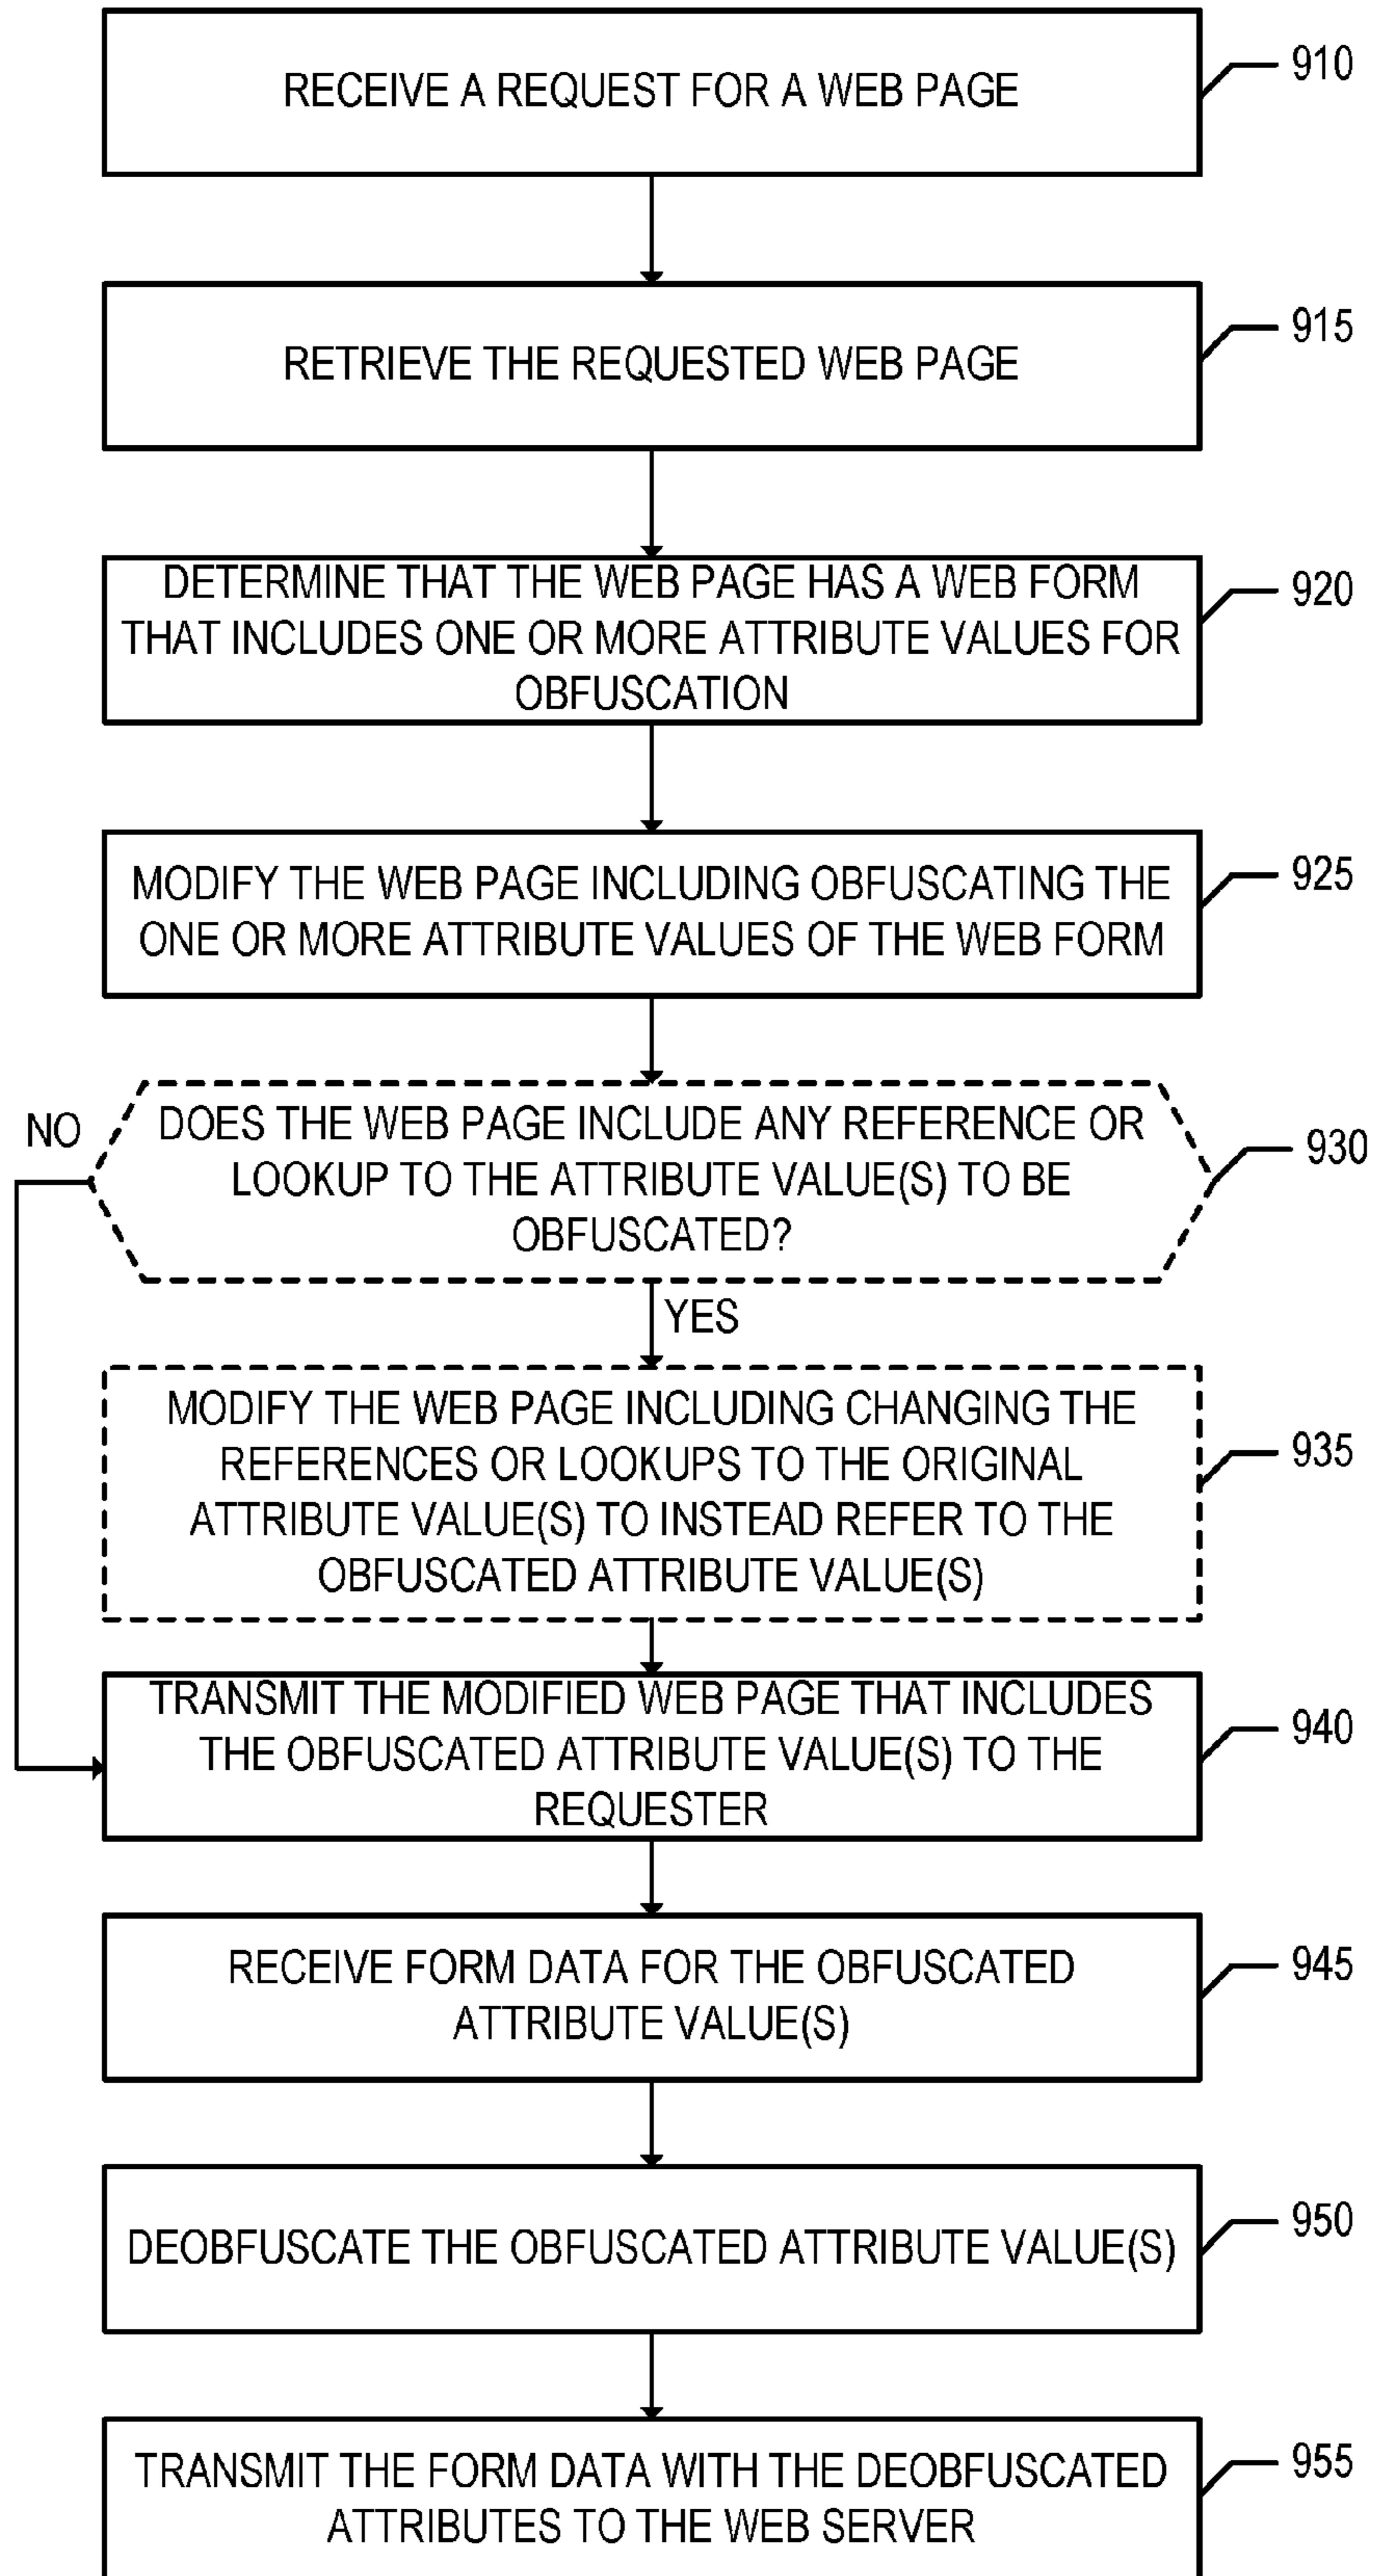 RECEIVE A REQUEST FOR A WEB PAGE
910
RETRIEVE THE REQUESTED WEB PAGE
915
DETERMINE THAT THE WEB PAGE HAS A WEB FORM
THAT INCLUDES ONE OR MORE ATTRIBUTE VALUES FOR
OBFUSCATION
920
MODIFY THE WEB PAGE INCLUDING OBFUSCATING THE
ONE OR MORE ATTRIBUTE VALUES OF THE WEB FORM
925
NO
DOES THE WEB PAGE INCLUDE ANY REFERENCE OR
LOOKUP TO THE ATTRIBUTE VALUE(S) TO BE
OBFUSCATED?
930
YES
MODIFY THE WEB PAGE INCLUDING CHANGING THE
REFERENCES OR LOOKUPS TO THE ORIGINAL
ATTRIBUTE VALUE(S) TO INSTEAD REFER TO THE
OBFUSCATED ATTRIBUTE VALUE(S)
935
TRANSMIT THE MODIFIED WEB PAGE THAT INCLUDES
THE OBFUSCATED ATTRIBUTE VALUE(S) TO THE
REQUESTER
940
RECEIVE FORM DATA FOR THE OBFUSCATED
ATTRIBUTE VALUE(S)
945
DEOBFUSCATE THE OBFUSCATED ATTRIBUTE VALUE(S)
950
TRANSMIT THE FORM DATA WITH THE DEOBFUSCATED
ATTRIBUTES TO THE WEB SERVER
955